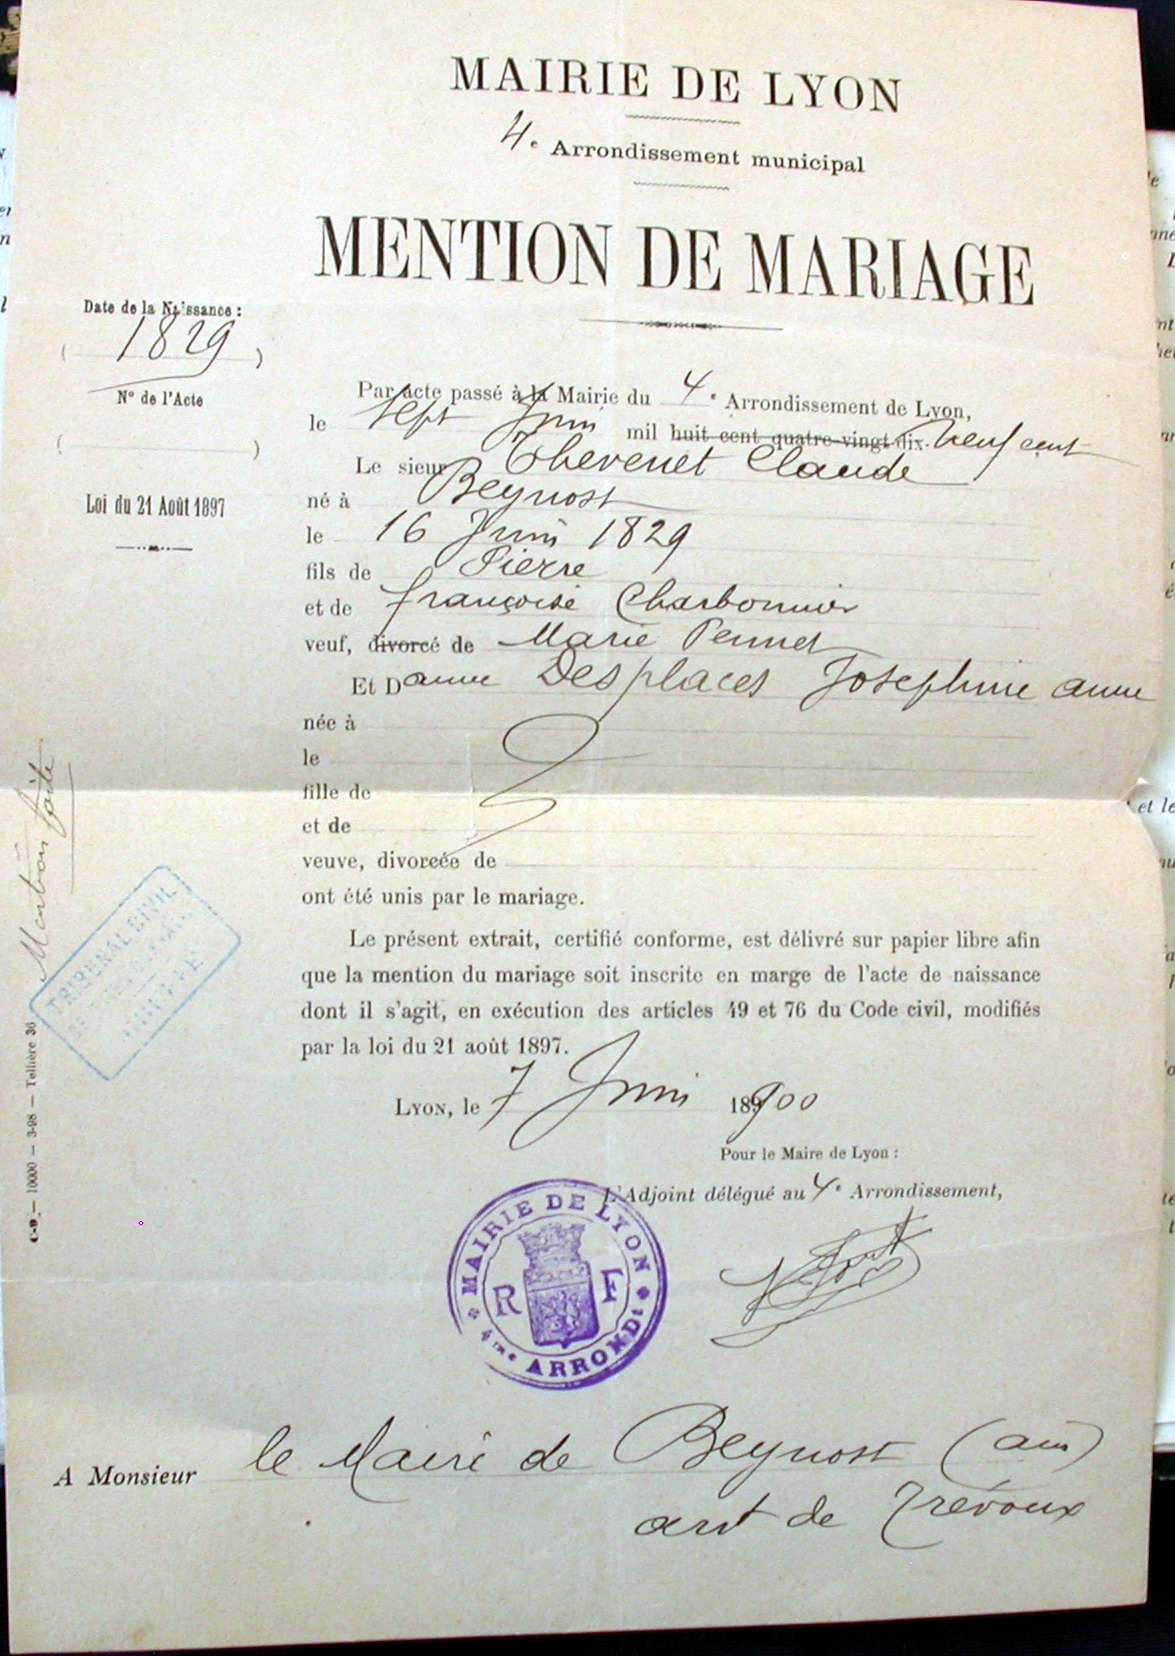 MAIRIE DE LYON
4e Arrondissement municipal
MENTION DE MARIAGE
Date de la Naissance :
( 1829 )
N° de l'Acte
( )
Loi du 21 Août 1897
Par acte passé à la Mairie du 4e Arrondissement de Lyon,
le sept Juin mil huit cent quatre-vingt-dix- neuf cent
Le sieur Thevenet Claude
né à Beynost
le 16 Juin 1829
fils de Pierre
et de françoise Charbonnier
veuf, divorcé de Marie Pennet
Et Dame Desplaces Josephine anne
née à
le
fille de
et de
veuve, divorcée de
ont été unis par le mariage.
Le présent extrait, certifié conforme, est délivré sur papier libre afin
que la mention du mariage soit inscrite en marge de l'acte de naissance
dont il s'agit, en exécution des articles 49 et 76 du Code civil, modifiés
par la loi du 21 août 1897.
LYON, le 7 Juin 189900
Pour le Maire de Lyon :
L'Adjoint délégué au 4e Arrondissement,
MAIRIE DE LYON
R F
4me ARRONDt
A Monsieur le Maire de Beynost (ain)
arrt de Trévoux
Mention faite
TRIBUNAL CIVIL
C-D. — 10000 — 3-98 — Tellière 36